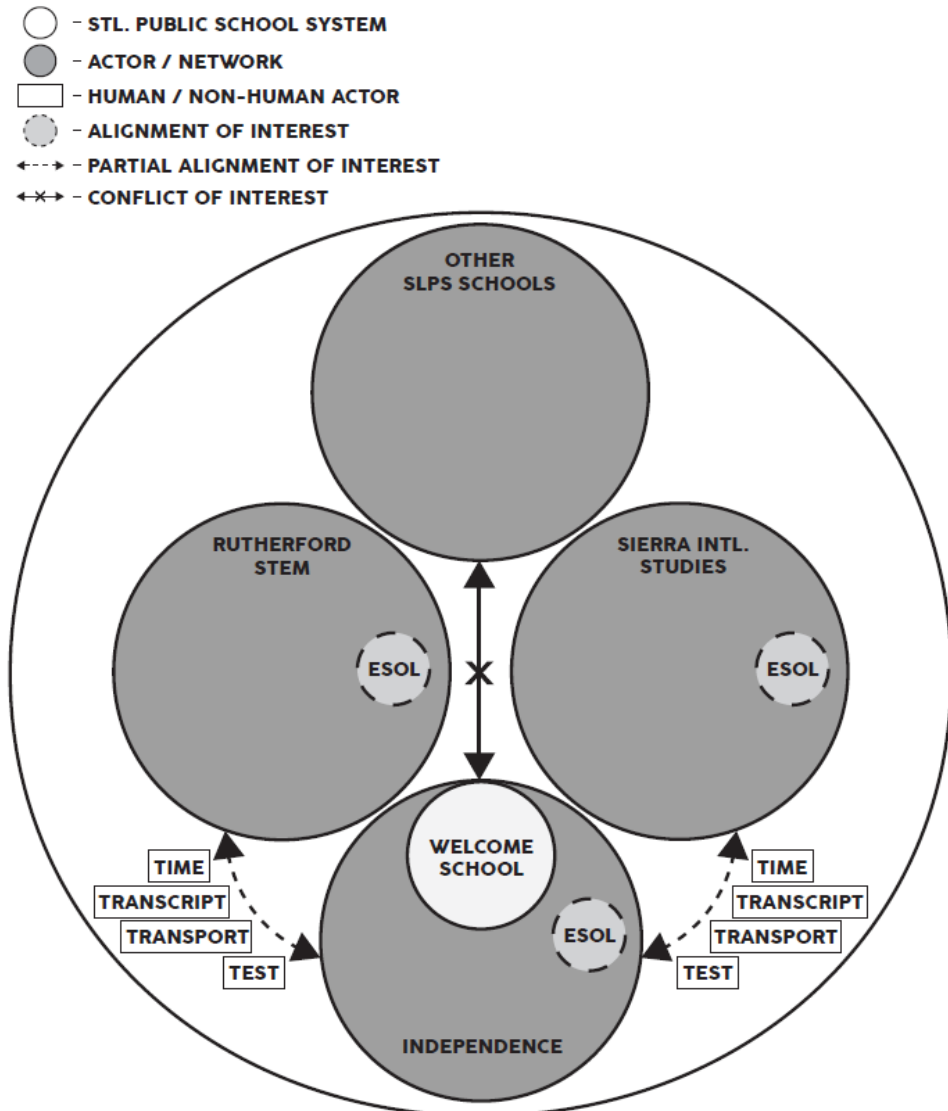 - STL. PUBLIC SCHOOL SYSTEM
- ACTOR / NETWORK
- HUMAN / NON-HUMAN ACTOR
- ALIGNMENT OF INTEREST
- PARTIAL ALIGNMENT OF INTEREST
- CONFLICT OF INTEREST
OTHER
SLPS SCHOOLS
RUTHERFORD
STEM
SIERRA INTL.
STUDIES
ESOL
ESOL
WELCOME
SCHOOL
TIME
TRANSCRIPT
TRANSPORT
TEST
ESOL
TIME
TRANSCRIPT
TRANSPORT
TEST
INDEPENDENCE